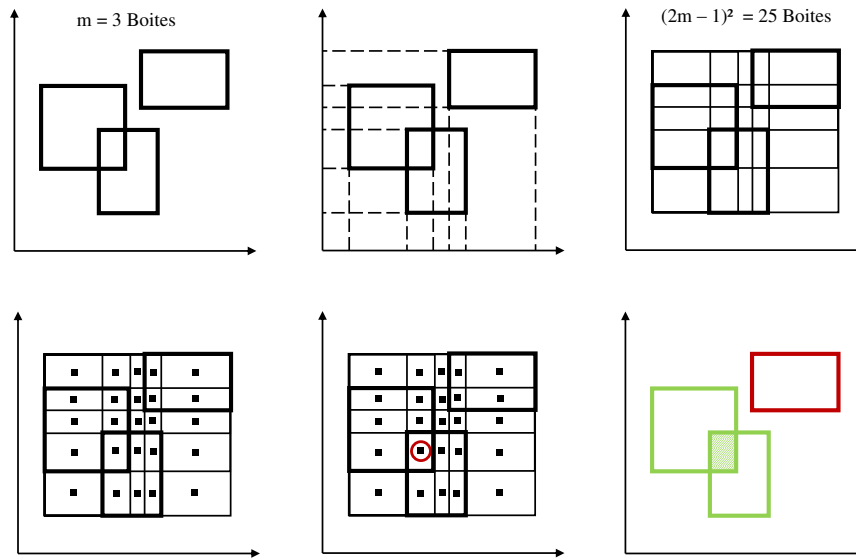 m = 3 Boites
(2m – 1)² = 25 Boites